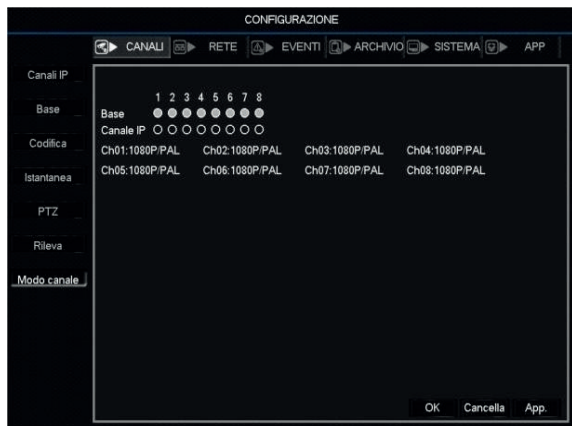 CONFIGURAZIONE
CANALI RETE EVENTI ARCHIVIO SISTEMA APP
Canali IP
Base
Codifica
Istantanea
PTZ
Rileva
Modo canale
1 2 3 4 5 6 7 8
Base
Canale IP
Ch01:1080P/PAL Ch02:1080P/PAL Ch03:1080P/PAL Ch04:1080P/PAL
Ch05:1080P/PAL Ch06:1080P/PAL Ch07:1080P/PAL Ch08:1080P/PAL
OK Cancella App.